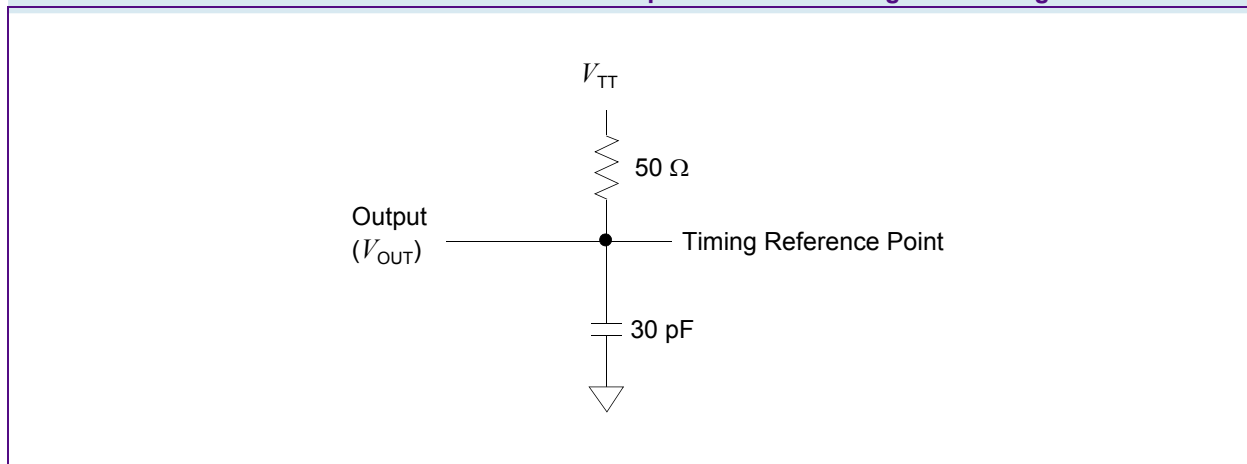 V_TT
50 Ω
Output
(V_OUT)
Timing Reference Point
30 pF